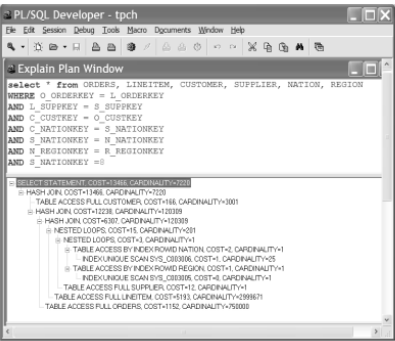 PL/SQL Developer - tpch
File Edit Session Debug Tools Macro Documents Window Help
Explain Plan Window
select * from ORDERS, LINEITEM, CUSTOMER, SUPPLIER, NATION, REGION
WHERE O_ORDERKEY = L_ORDERKEY
AND L_SUPPKEY = S_SUPPKEY
AND C_CUSTKEY = O_CUSTKEY
AND C_NATIONKEY = S_NATIONKEY
AND S_NATIONKEY = N_NATIONKEY
AND N_REGIONKEY = R_REGIONKEY
AND S_NATIONKEY =0
SELECT STATEMENT, COST=13466, CARDINALITY=7220
HASH JOIN, COST=13466, CARDINALITY=7220
TABLE ACCESS FULL CUSTOMER, COST=166, CARDINALITY=3001
HASH JOIN, COST=12238, CARDINALITY=120309
HASH JOIN, COST=6307, CARDINALITY=120309
NESTED LOOPS, COST=15, CARDINALITY=201
NESTED LOOPS, COST=3, CARDINALITY=1
TABLE ACCESS BY INDEX ROWID NATION, COST=2, CARDINALITY=1
INDEX UNIQUE SCAN SYS_C003006, COST=1, CARDINALITY=25
TABLE ACCESS BY INDEX ROWID REGION, COST=1, CARDINALITY=1
INDEX UNIQUE SCAN SYS_C003005, COST=0, CARDINALITY=1
TABLE ACCESS FULL SUPPLIER, COST=12, CARDINALITY=1
TABLE ACCESS FULL LINEITEM, COST=5193, CARDINALITY=2999671
TABLE ACCESS FULL ORDERS, COST=1152, CARDINALITY=750000